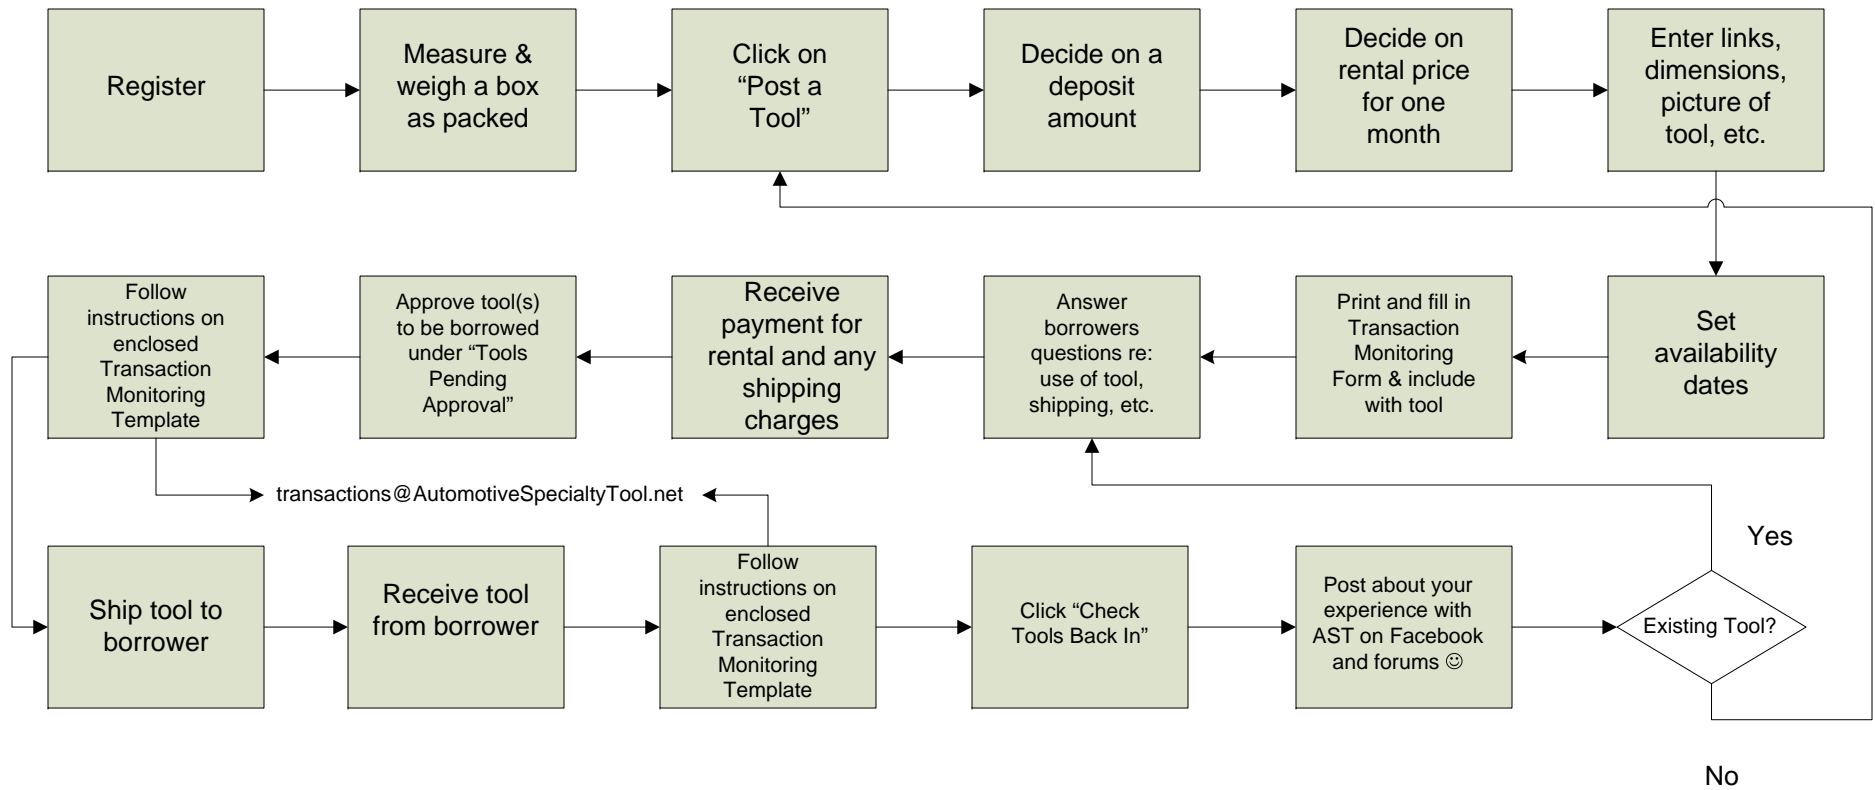 Register
Measure &
weigh a box
as packed
Click on
“Post a
Tool”
Decide on a
deposit
amount
Decide on
rental price
for one
month
Enter links,
dimensions,
picture of
tool, etc.
Set
availability
dates
Print and fill in
Transaction
Monitoring
Form & include
with tool
Answer
borrowers
questions re:
use of tool,
shipping, etc.
Receive
payment for
rental and any
shipping
charges
Approve tool(s)
to be borrowed
under “Tools
Pending
Approval”
Follow
instructions on
enclosed
Transaction
Monitoring
Template
transactions@AutomotiveSpecialtyTool.net
Ship tool to
borrower
Receive tool
from borrower
Follow
instructions on
enclosed
Transaction
Monitoring
Template
Click “Check
Tools Back In”
Post about your
experience with
AST on Facebook
and forums ☺
Existing Tool?
Yes
No